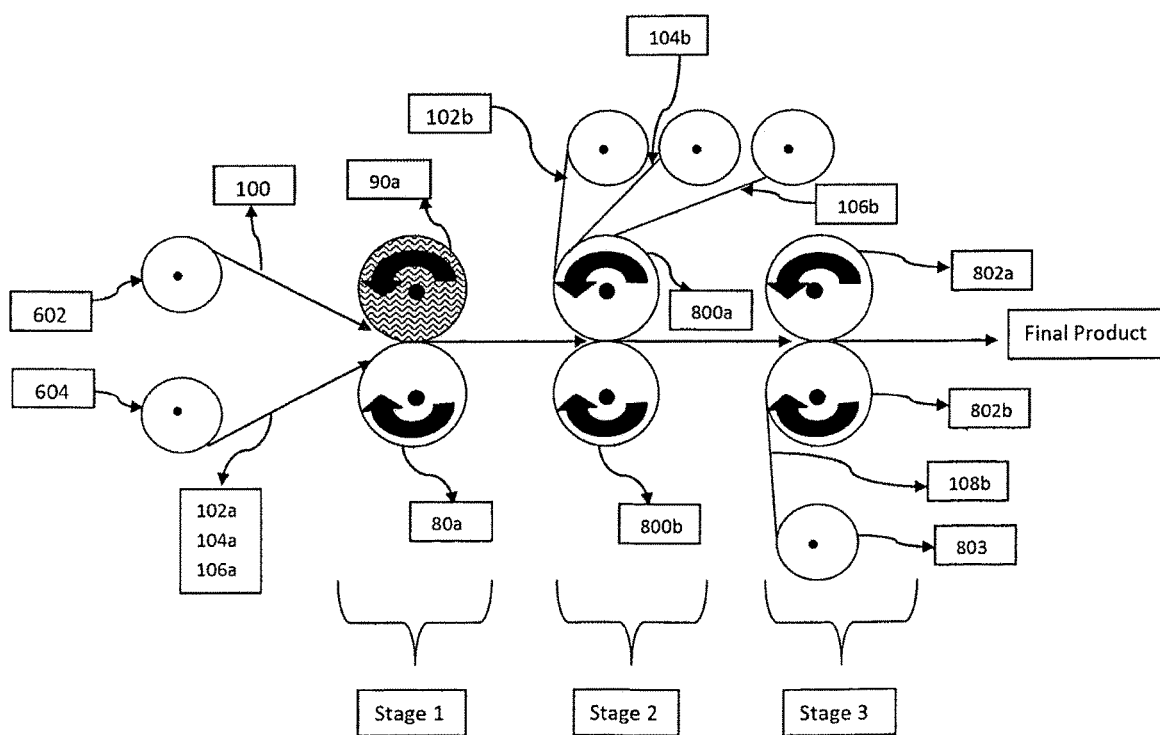 104b
102b
90a
100
106b
602
800a
802a
Final Product
604
802b
102a
104a
106a
80a
800b
108b
803
Stage 1
Stage 2
Stage 3